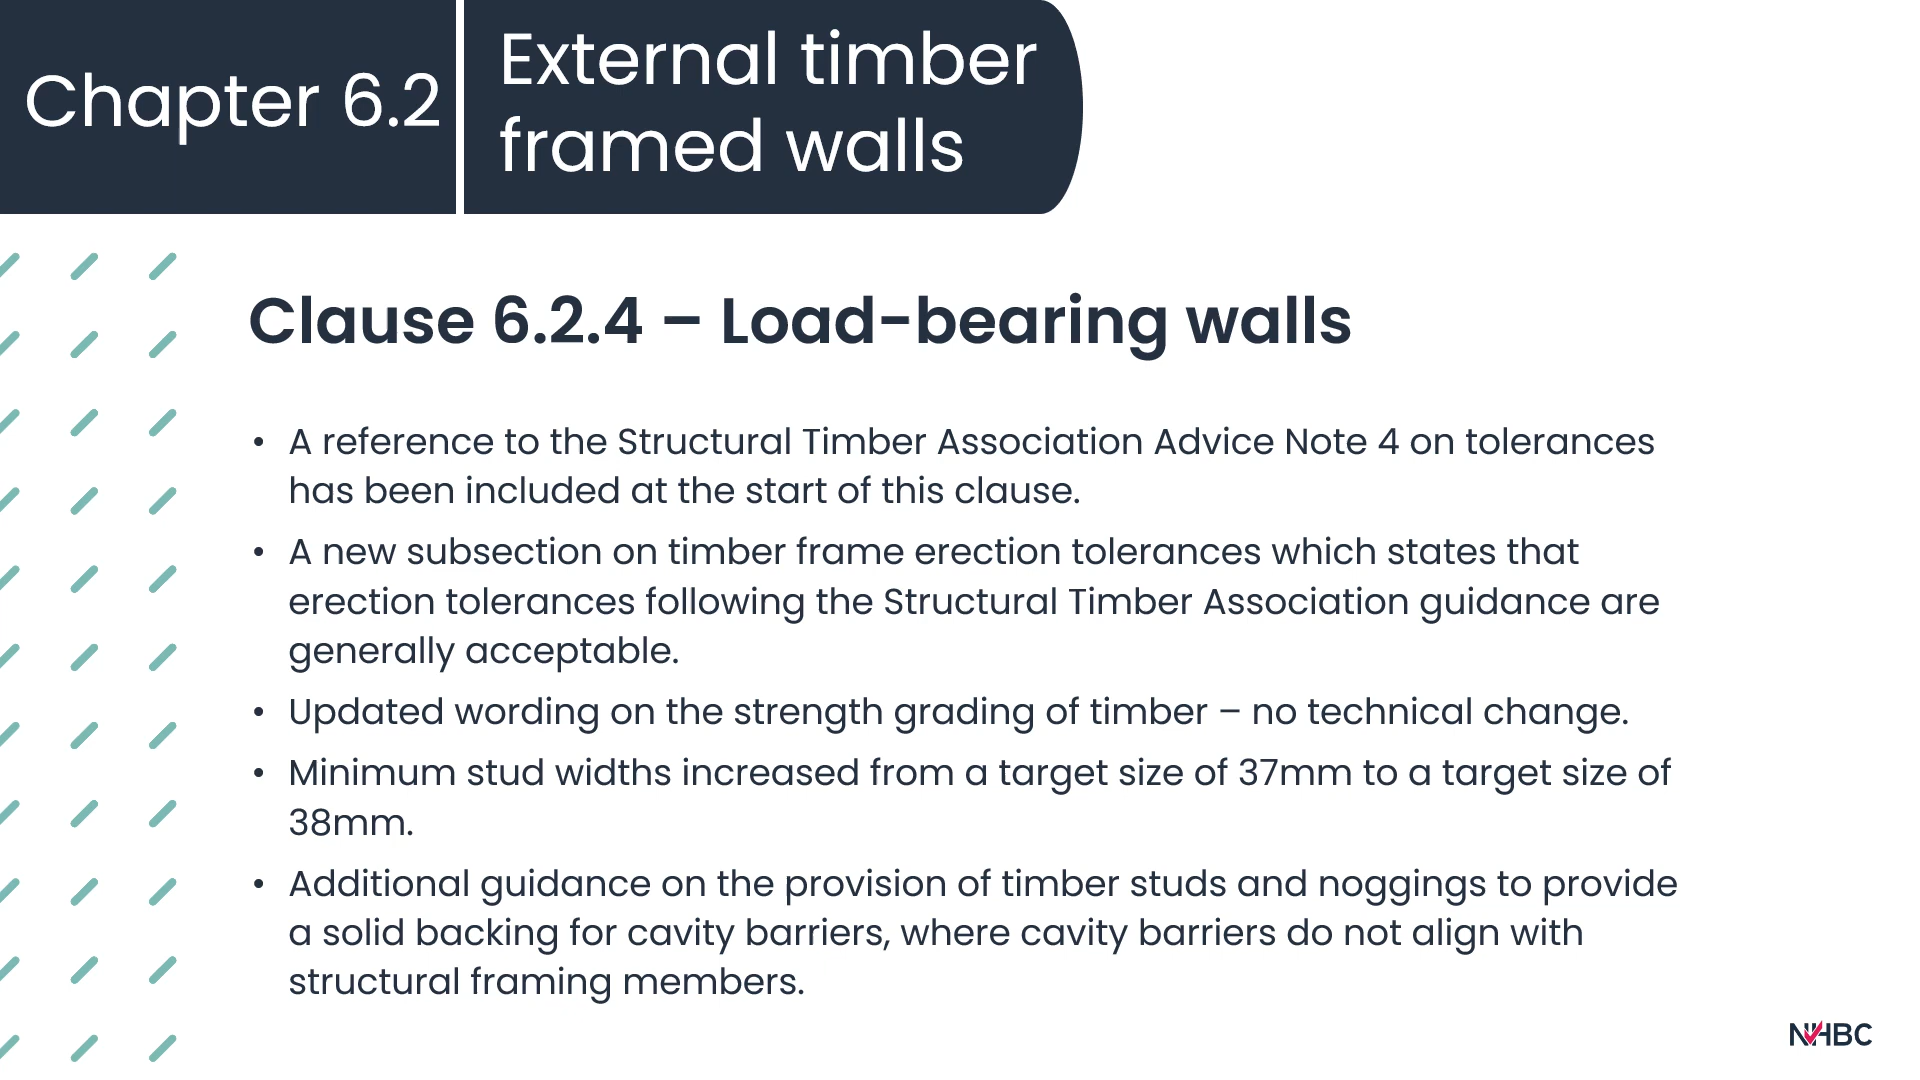 Chapter 6.2
External timber
framed walls
Clause 6.2.4 – Load-bearing walls
• A reference to the Structural Timber Association Advice Note 4 on tolerances
has been included at the start of this clause.
• A new subsection on timber frame erection tolerances which states that
erection tolerances following the Structural Timber Association guidance are
generally acceptable.
• Updated wording on the strength grading of timber – no technical change.
• Minimum stud widths increased from a target size of 37mm to a target size of
38mm.
• Additional guidance on the provision of timber studs and noggings to provide
a solid backing for cavity barriers, where cavity barriers do not align with
structural framing members.
NHBC